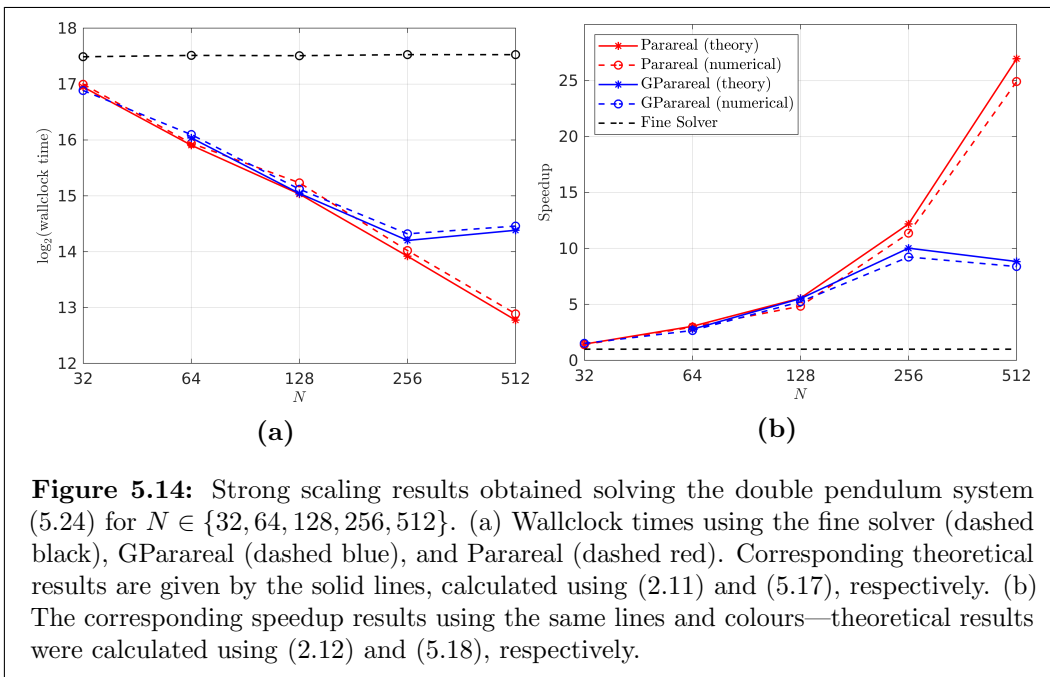 18
17
16
15
14
13
12
log₂(wallclock time)
32 64 128 256 512
N
(a)
Parareal (theory)
Parareal (numerical)
GParareal (theory)
GParareal (numerical)
Fine Solver
25
20
15
10
5
0
Speedup
32 64 128 256 512
N
(b)
Figure 5.14: Strong scaling results obtained solving the double pendulum system
(5.24) for N ∈ {32, 64, 128, 256, 512}. (a) Wallclock times using the fine solver (dashed
black), GParareal (dashed blue), and Parareal (dashed red). Corresponding theoretical
results are given by the solid lines, calculated using (2.11) and (5.17), respectively. (b)
The corresponding speedup results using the same lines and colours—theoretical results
were calculated using (2.12) and (5.18), respectively.